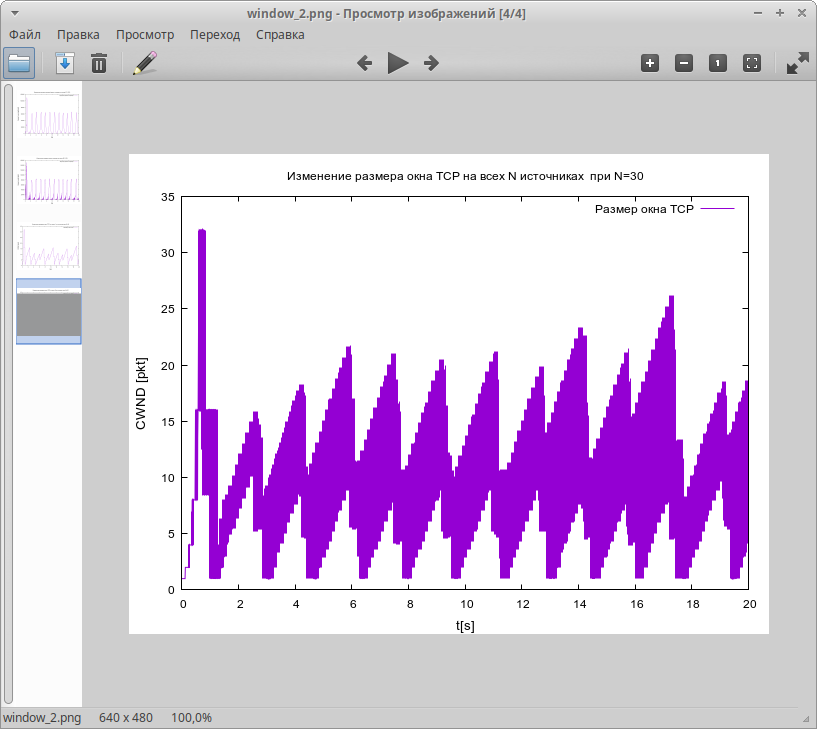 window_2.png - Просмотр изображений [4/4]
Файл Правка Просмотр Переход Справка
1
Изменение размера окна TCP на всех N источниках при N=30
Размер окна TCP
35
30
25
20
15
10
5
0
CWND [pkt]
0 2 4 6 8 10 12 14 16 18 20
t[s]
window_2.png 640 x 480 100,0%